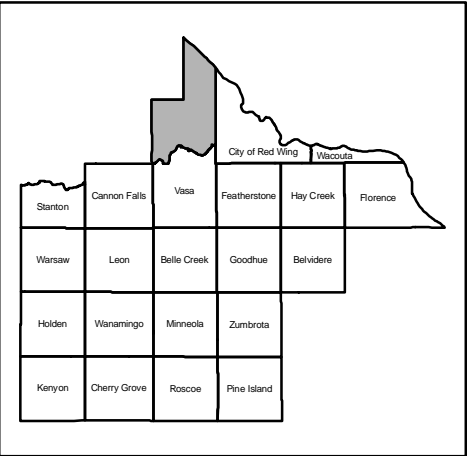 City of Red Wing
Wacouta
Stanton
Cannon Falls
Vasa
Featherstone
Hay Creek
Florence
Warsaw
Leon
Belle Creek
Goodhue
Belvidere
Holden
Wanamingo
Minneola
Zumbrota
Kenyon
Cherry Grove
Roscoe
Pine Island